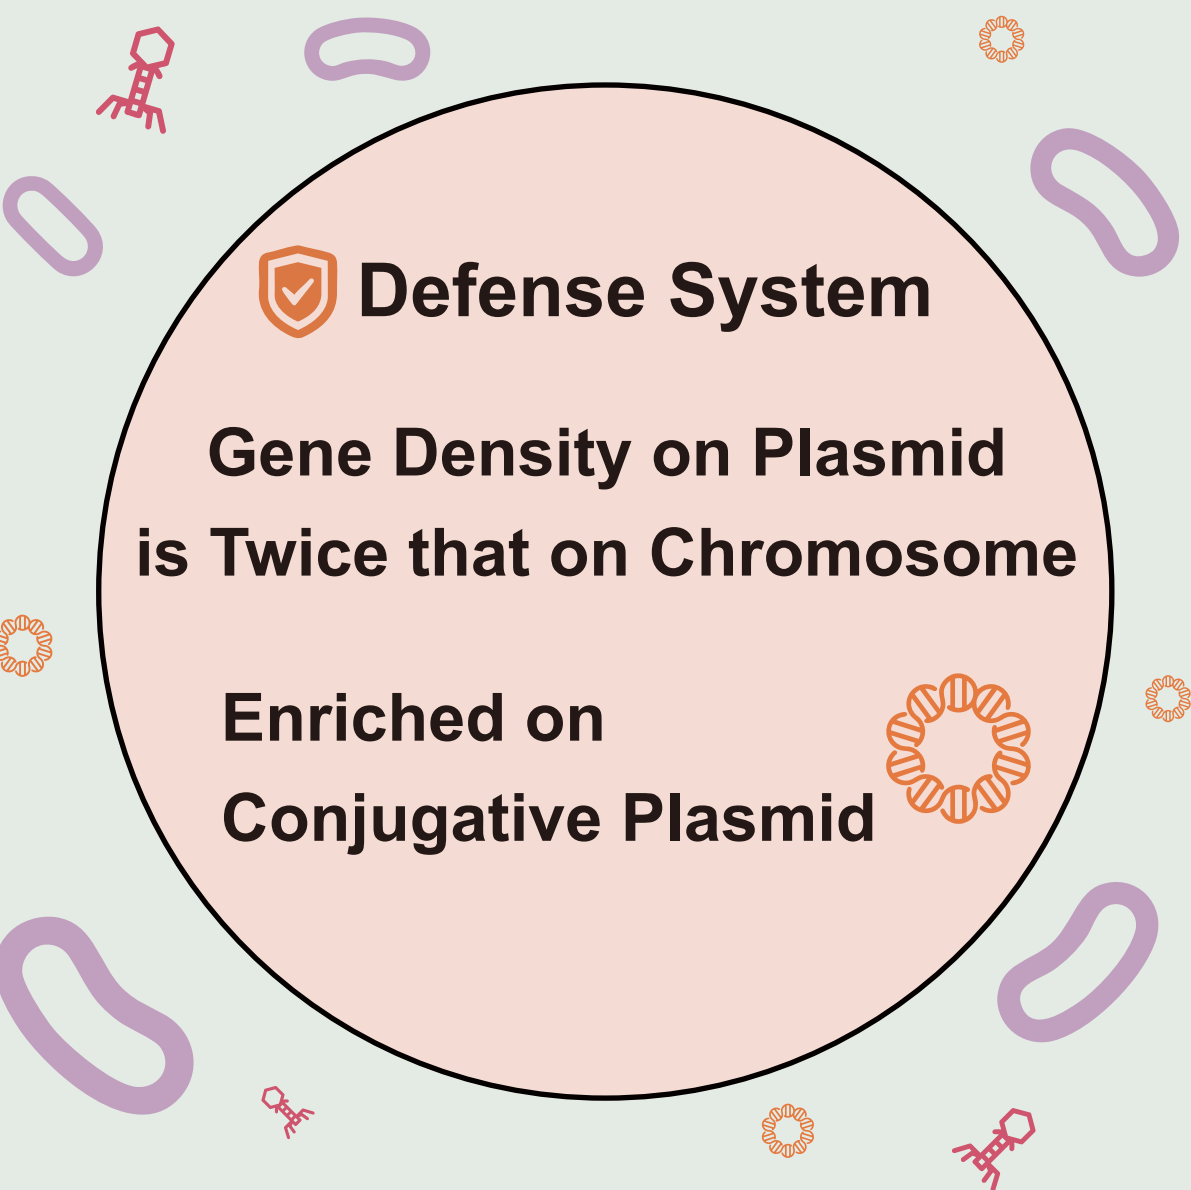 Defense System
Gene Density on Plasmid
is Twice that on Chromosome
Enriched on
Conjugative Plasmid